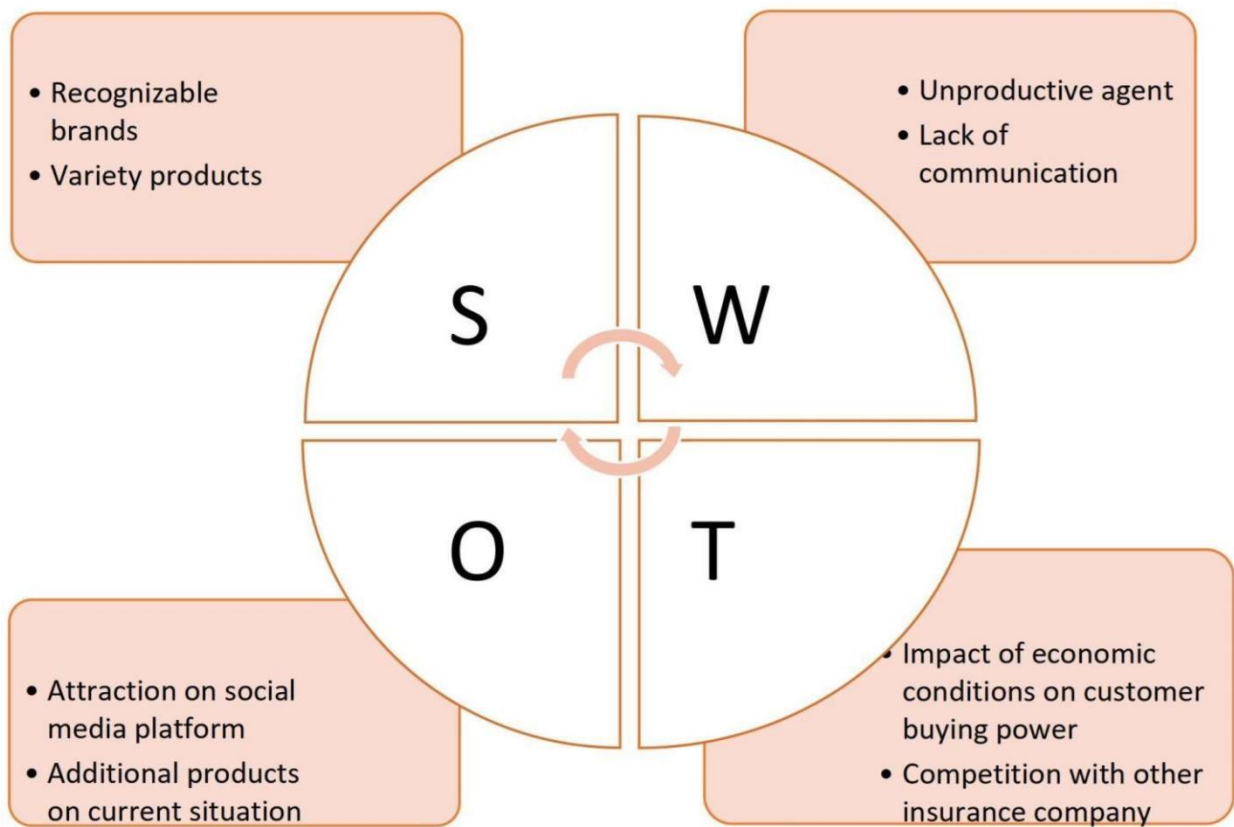 • Recognizable
brands
• Variety products
• Unproductive agent
• Lack of
communication
S
W
O
T
• Attraction on social
media platform
• Additional products
on current situation
• Impact of economic
conditions on customer
buying power
• Competition with other
insurance company